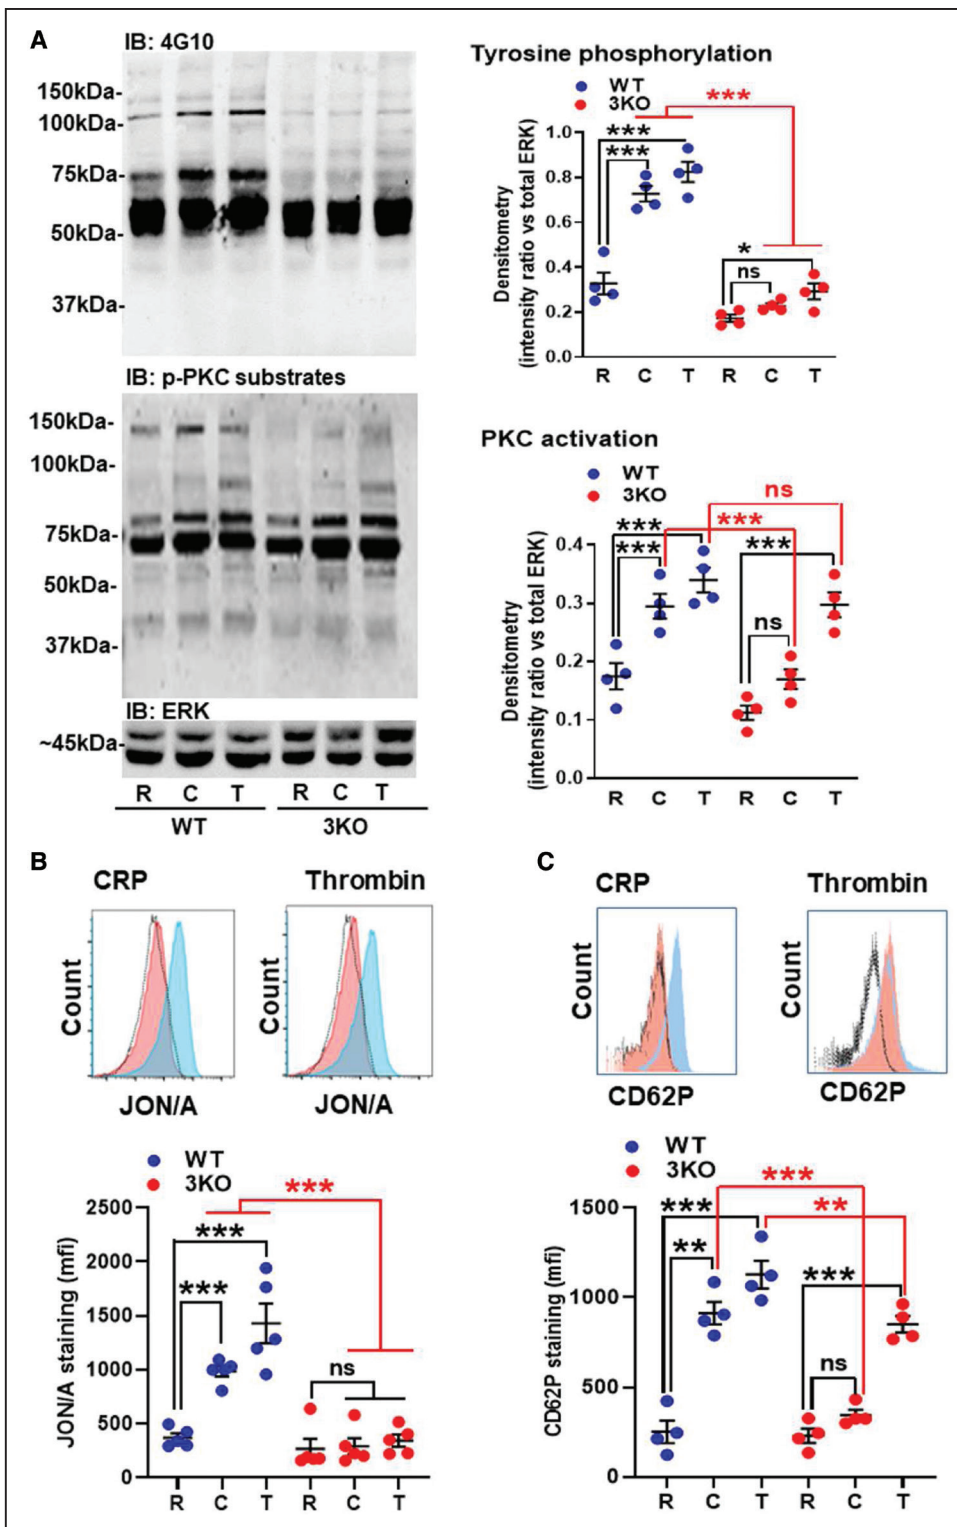 A
IB: 4G10
150kDa-
100kDa-
75kDa-
50kDa-
37kDa-
Tyrosine phosphorylation
WT
3KO
***
***
***
*
ns
Densitometry
(intensity ratio vs total ERK)
1.0
0.8
0.6
0.4
0.2
0.0
R C T R C T
IB: p-PKC substrates
150kDa-
100kDa-
75kDa-
50kDa-
37kDa-
IB: ERK
~45kDa-
R C T R C T
WT 3KO
PKC activation
WT
3KO
ns
***
***
***
***
ns
Densitometry
(intensity ratio vs total ERK)
0.4
0.3
0.2
0.1
0.0
R C T R C T
B
CRP
Thrombin
Count
Count
JON/A
JON/A
WT
3KO
***
***
***
ns
JON/A staining (mfi)
2500
2000
1500
1000
500
0
R C T R C T
C
CRP
Thrombin
Count
Count
CD62P
CD62P
WT
3KO
***
***
**
**
***
ns
CD62P staining (mfi)
1500
1000
500
0
R C T R C T